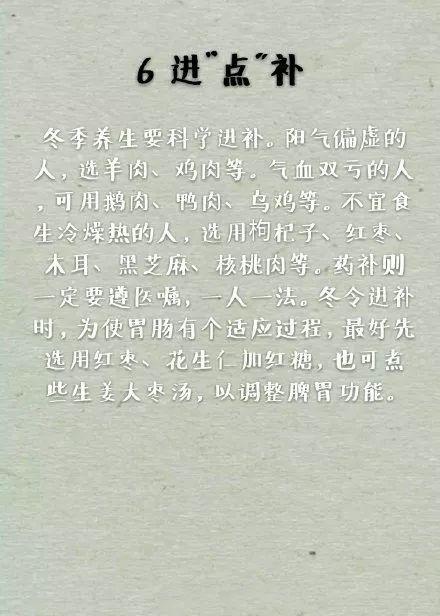 6 进“点”补
冬季养生要科学进补。阳气偏虚的
人，选羊肉、鸡肉等。气血双亏的人
，可用鹅肉、鸭肉、乌鸡等。不宜食
生冷燥热的人，选用枸杞子、红枣、
木耳、黑芝麻、核桃肉等。药补则
一定要遵医嘱，一人一法。冬令进补
时，为使胃肠有个适应过程，最好先
选用红枣、花生仁加红糖，也可煮
些生姜大枣汤，以调整脾胃功能。